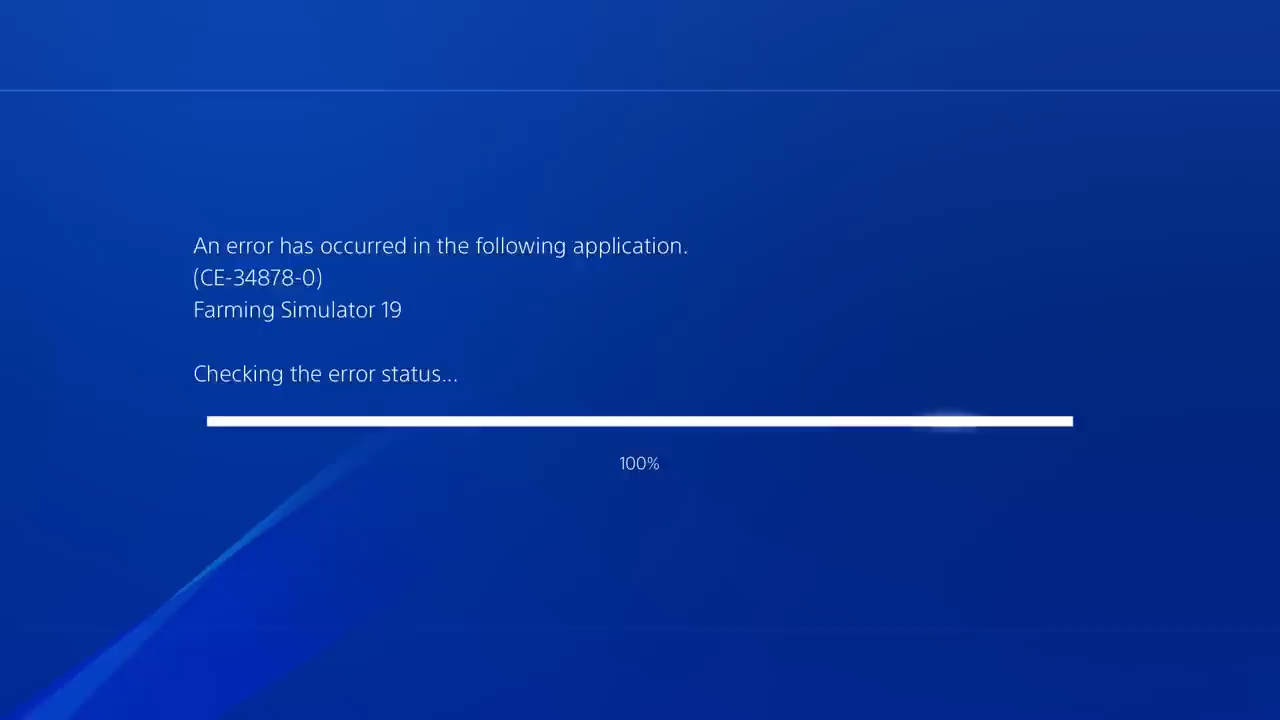 An error has occurred in the following application.
(CE-34878-0)
Farming Simulator 19
Checking the error status...
100%